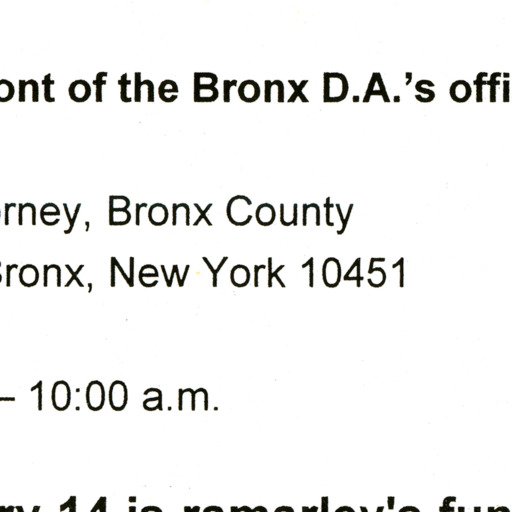 ont of the Bronx D.A.'s offi
rney, Bronx County
Bronx, New York 10451
– 10:00 a.m.
ry 14 is ramarley's fun